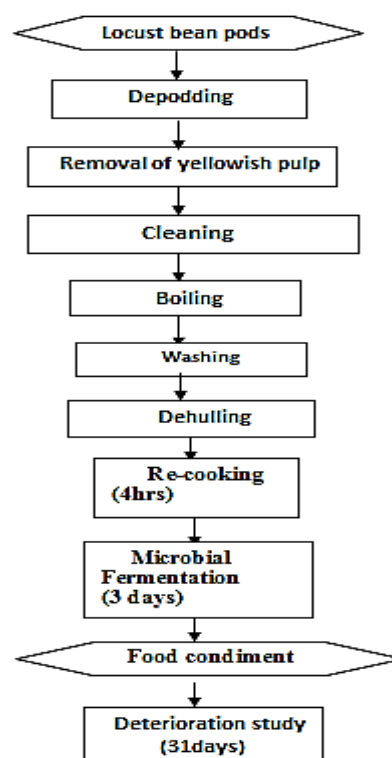 Locust bean pods
Depodding
Removal of yellowish pulp
Cleaning
Boiling
Washing
Dehulling
Re-cooking
(4hrs)
Microbial
Fermentation
(3 days)
Food condiment
Deterioration study
(31days)